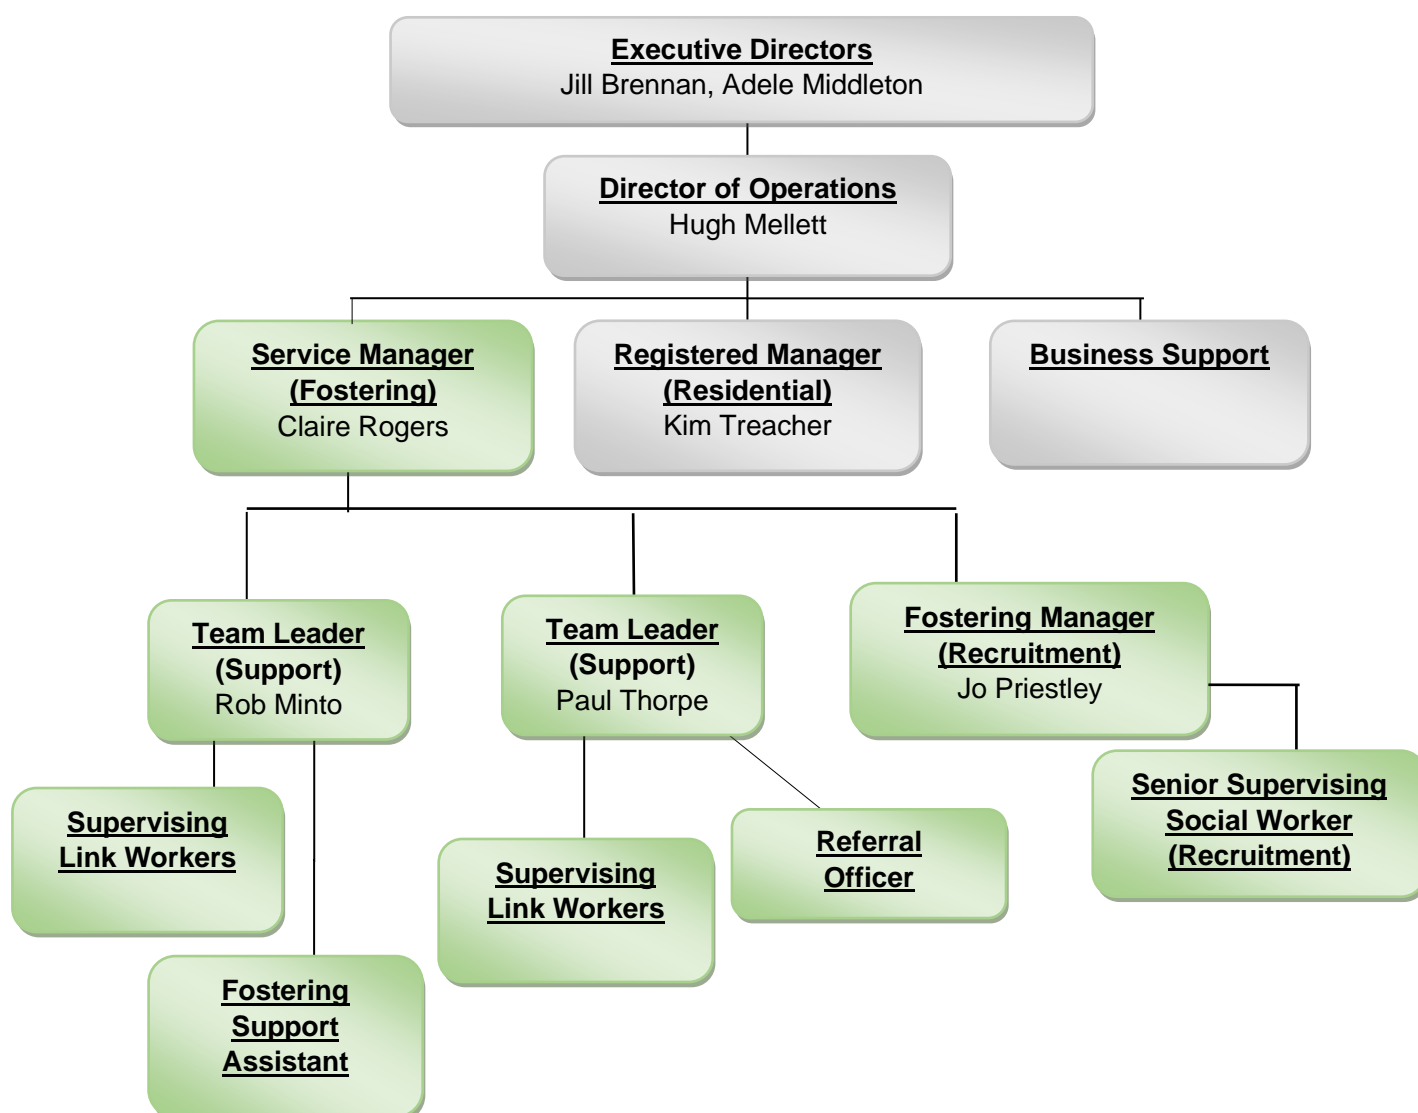 Executive Directors
Jill Brennan, Adele Middleton
Director of Operations
Hugh Mellett
Service Manager
(Fostering)
Claire Rogers
Registered Manager
(Residential)
Kim Treacher
Business Support
Team Leader
(Support)
Rob Minto
Team Leader
(Support)
Paul Thorpe
Fostering Manager
(Recruitment)
Jo Priestley
Supervising
Link Workers
Fostering
Support
Assistant
Supervising
Link Workers
Referral
Officer
Senior Supervising
Social Worker
(Recruitment)